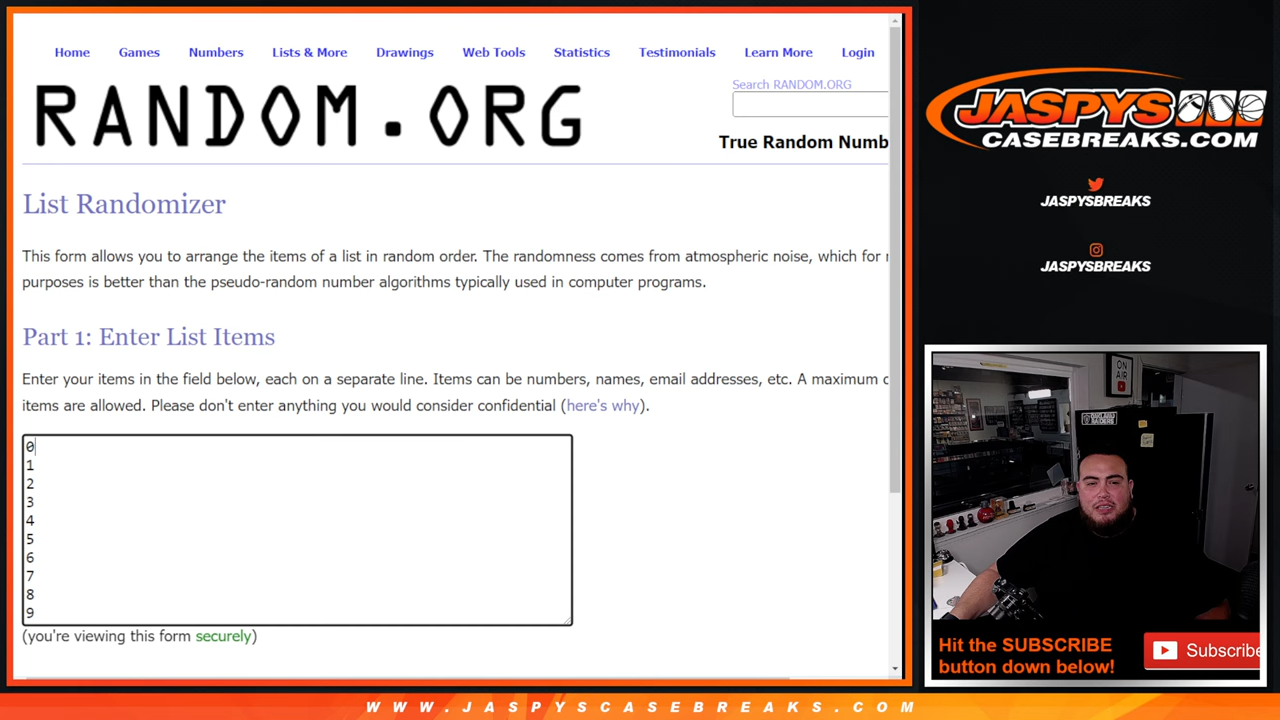 Home Games Numbers Lists & More Drawings Web Tools Statistics Testimonials Learn More Login
RANDOM.ORG
Search RANDOM.ORG
True Random Numb
List Randomizer
This form allows you to arrange the items of a list in random order. The randomness comes from atmospheric noise, which for
purposes is better than the pseudo-random number algorithms typically used in computer programs.
Part 1: Enter List Items
Enter your items in the field below, each on a separate line. Items can be numbers, names, email addresses, etc. A maximum
items are allowed. Please don't enter anything you would consider confidential (here's why).
0
1
2
3
4
5
6
7
8
9
(you're viewing this form securely)
JASPYS
CASEBREAKS.COM
JASPYSBREAKS
JASPYSBREAKS
ON
AIR
Hit the SUBSCRIBE
button down below!
Subscribe
WWW.JASPYSCASEBREAKS.COM